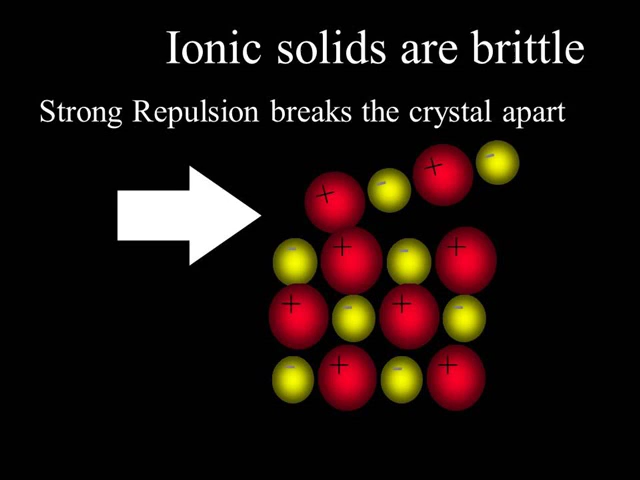 Ionic solids are brittle
Strong Repulsion breaks the crystal apart
+ - + -
- + - +
+ - + -
- + - +